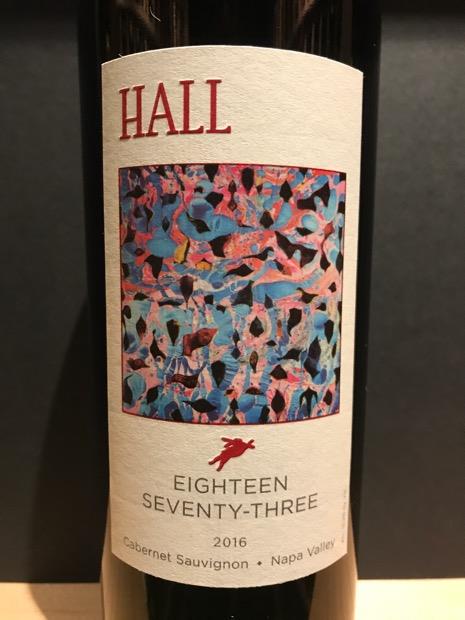 HALL
EIGHTEEN
SEVENTY-THREE
2016
Cabernet Sauvignon • Napa Valley